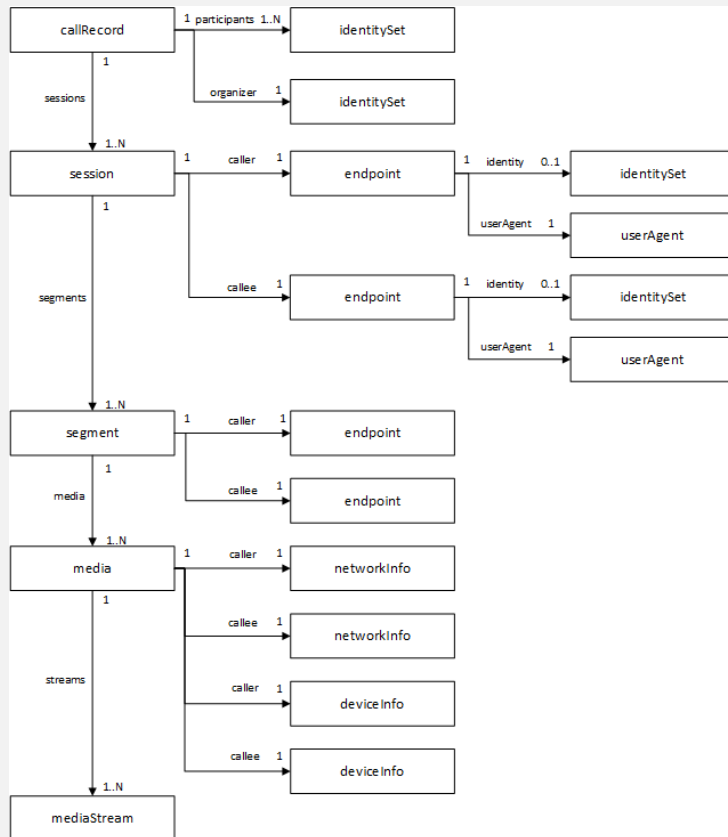 callRecord 1 participants 1..N identitySet
1 organizer 1 identitySet
sessions
1..N
session 1 caller 1 endpoint 1 identity 0..1 identitySet
1 userAgent 1 userAgent
segments callee 1 endpoint 1 identity 0..1 identitySet
userAgent 1 userAgent
1..N
segment 1 caller 1 endpoint
1
media callee 1 endpoint
1..N
media 1 caller 1 networkInfo
1
callee 1 networkInfo
streams caller 1 deviceInfo
callee 1 deviceInfo
1..N
mediaStream